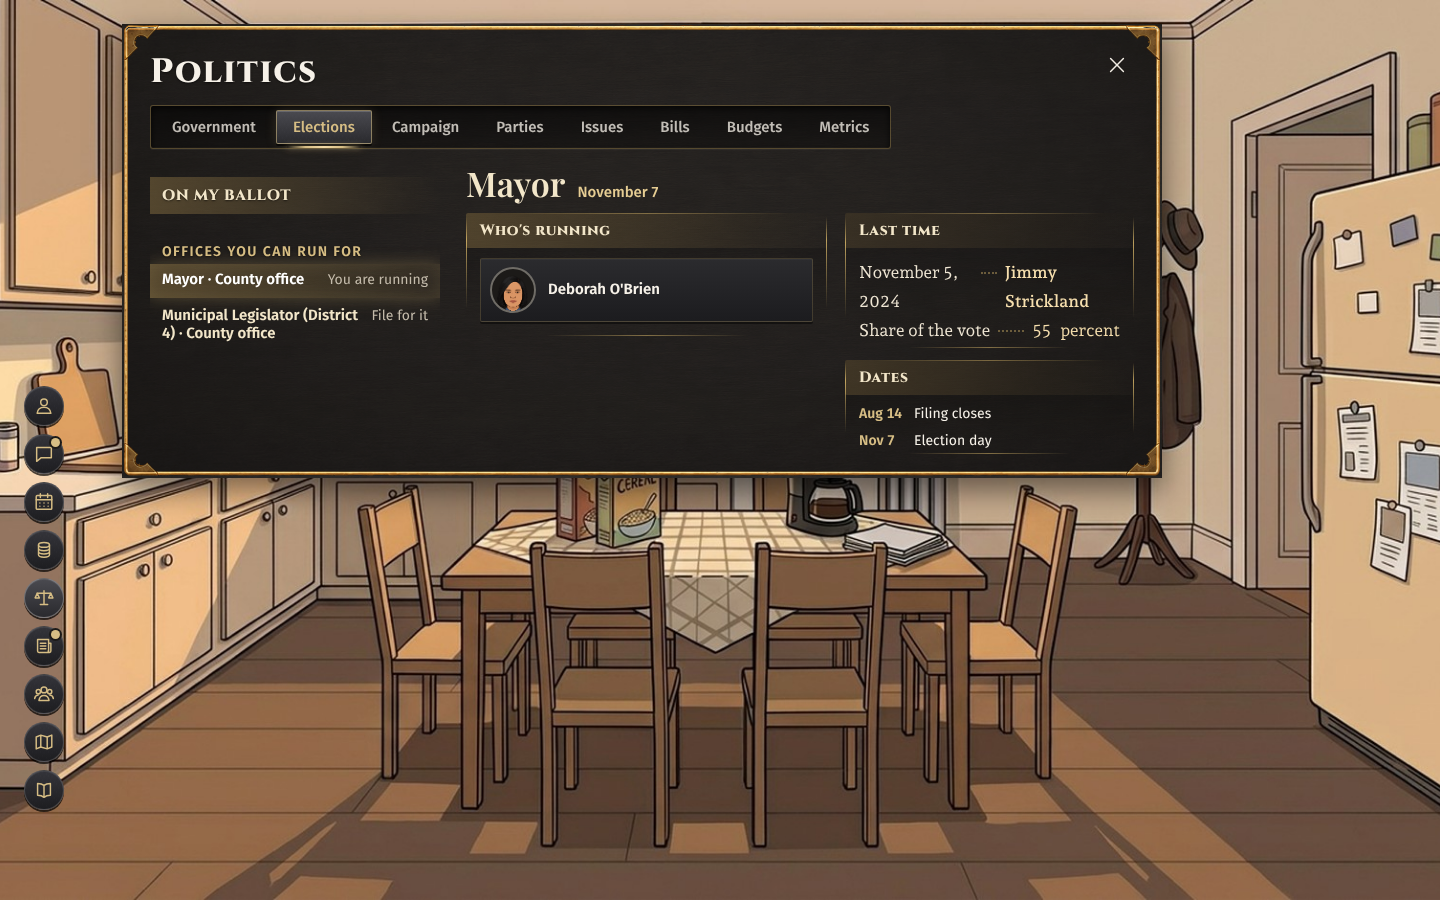 Politics
Government
Elections
Campaign
Parties
Issues
Bills
Budgets
Metrics
On my ballot
OFFICES YOU CAN RUN FOR
Mayor · County office
You are running
Municipal Legislator (District
4) · County office
File for it
Mayor
November 7
Who's running
Deborah O'Brien
Last time
November 5,
2024
Jimmy
Strickland
Share of the vote
55 percent
Dates
Aug 14 Filing closes
Nov 7 Election day
CEREAL